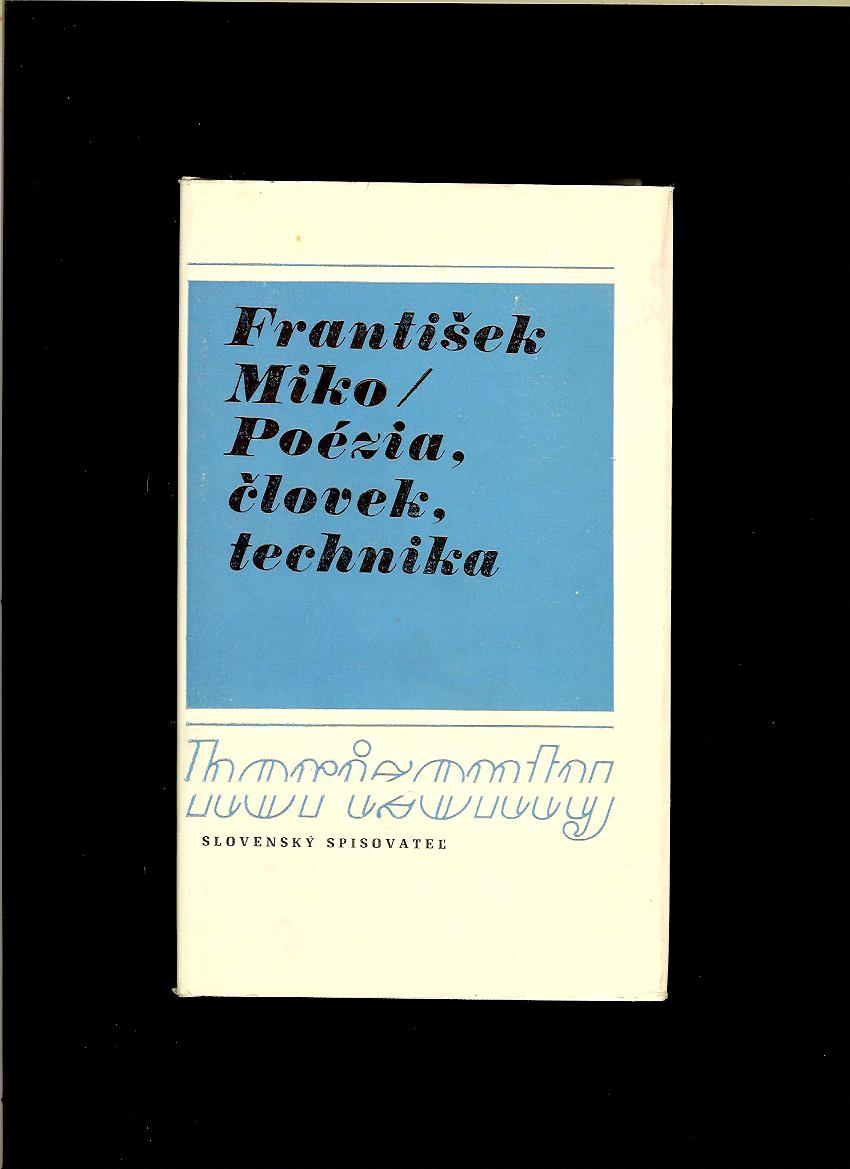 František
Miko /
Poézia,
človek,
technika
horizonty
SLOVENSKÝ SPISOVATEĽ